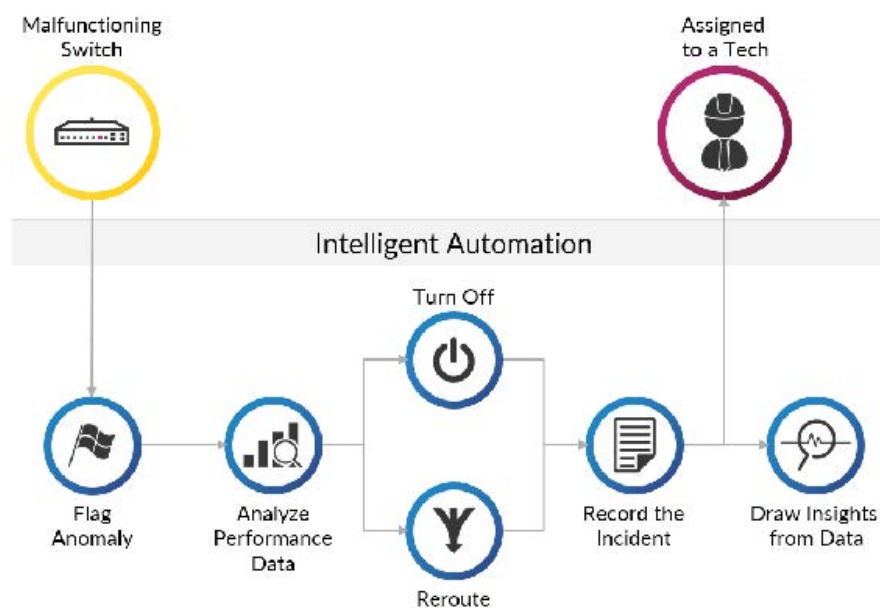 Malfunctioning
Switch
Assigned
to a Tech
Intelligent Automation
Turn Off
Flag
Anomaly
Analyze
Performance
Data
Reroute
Record the
Incident
Draw Insights
from Data